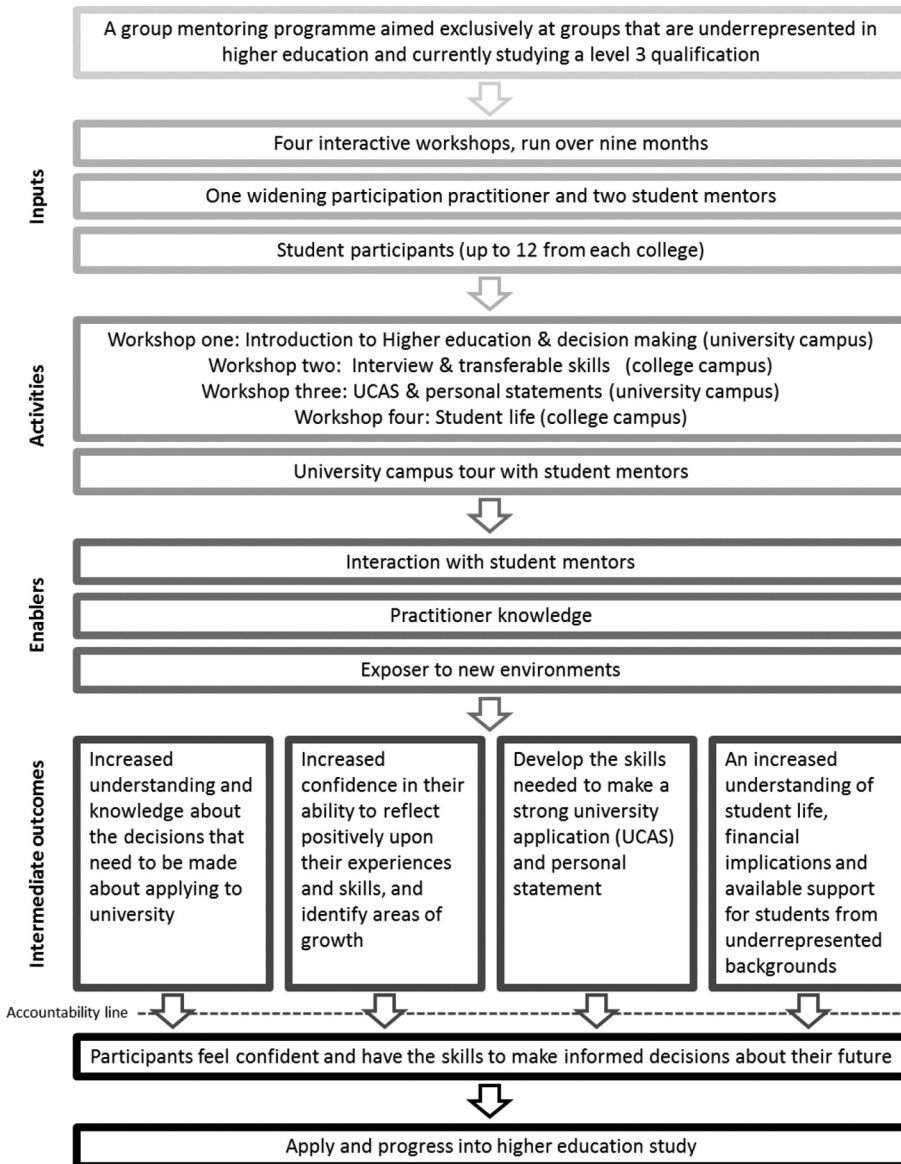 A group mentoring programme aimed exclusively at groups that are underrepresented in
higher education and currently studying a level 3 qualification
Inputs
Four interactive workshops, run over nine months
One widening participation practitioner and two student mentors
Student participants (up to 12 from each college)
Activities
Workshop one: Introduction to Higher education & decision making (university campus)
Workshop two: Interview & transferable skills (college campus)
Workshop three: UCAS & personal statements (university campus)
Workshop four: Student life (college campus)
University campus tour with student mentors
Enablers
Interaction with student mentors
Practitioner knowledge
Exposer to new environments
Intermediate outcomes
Increased
understanding and
knowledge about
the decisions that
need to be made
about applying to
university
Increased
confidence in their
ability to reflect
positively upon
their experiences
and skills, and
identify areas of
growth
Develop the skills
needed to make a
strong university
application (UCAS)
and personal
statement
An increased
understanding of
student life,
financial
implications and
available support
for students from
underrepresented
backgrounds
Accountability line
Participants feel confident and have the skills to make informed decisions about their future
Apply and progress into higher education study